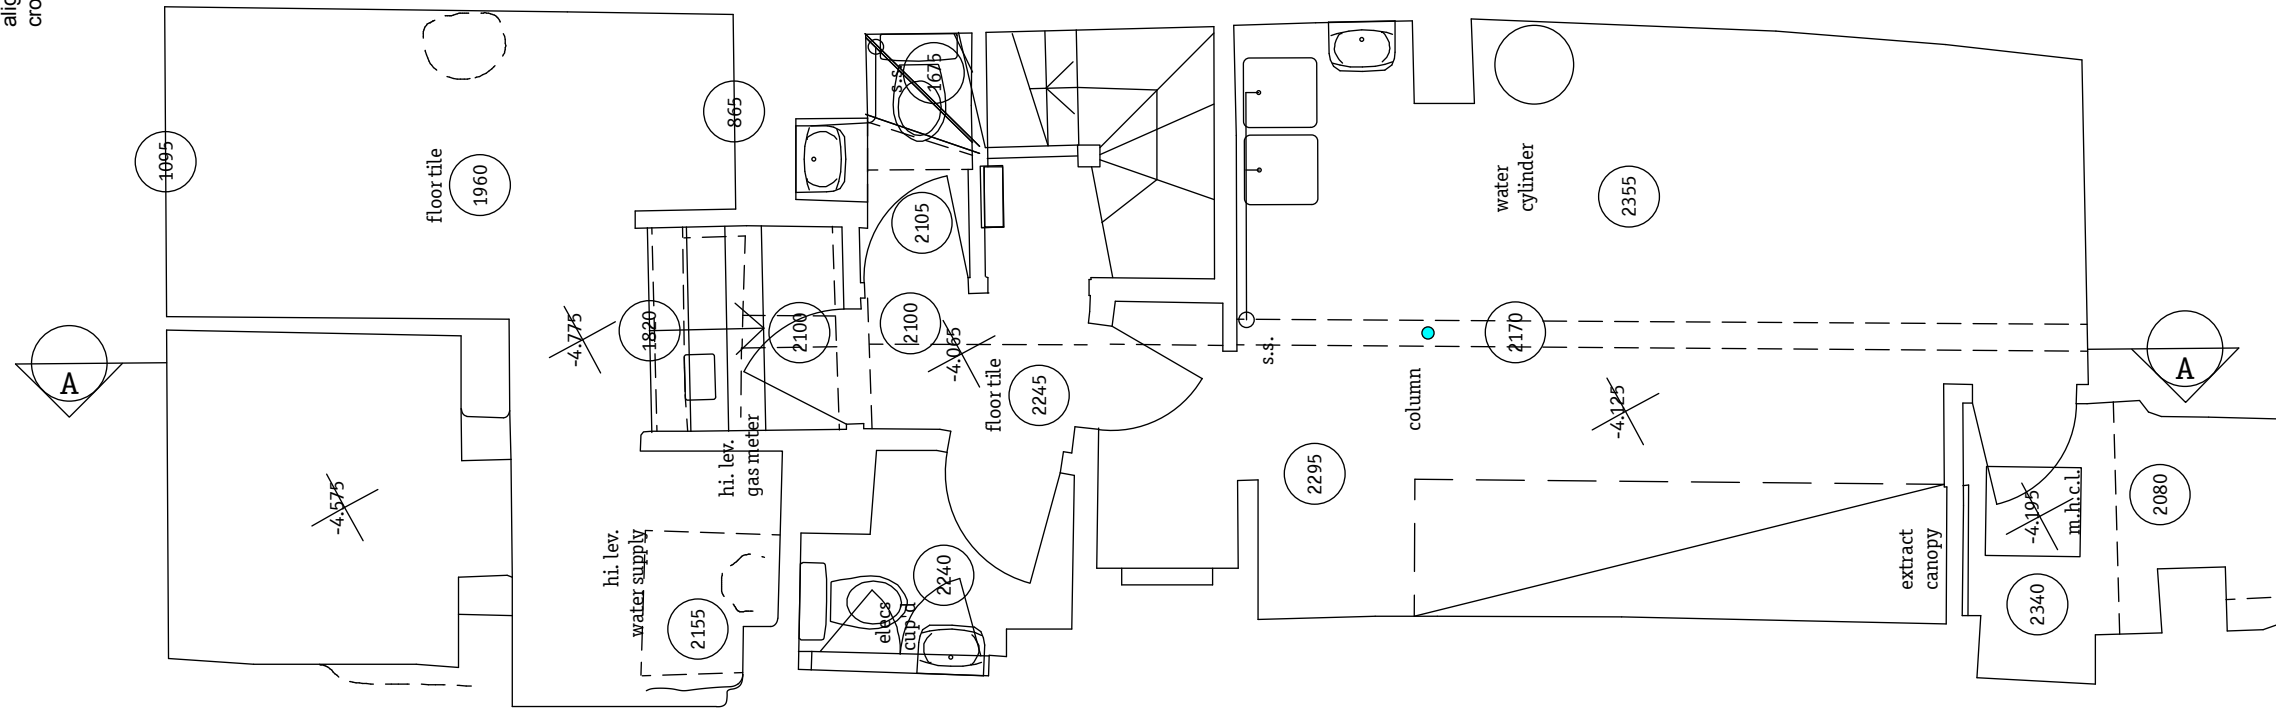 alig
cro
1095
floor tile
1960
865
-4.775
1820
2100
2105
s.s.
1675
2100
-4.065
floor tile
2245
hi. lev.
gas meter
hi. lev.
water supply
2155
elecs
cup'd
2240
-4.575
A
water
cylinder
2355
s.s.
2170
column
-4.125
2295
extract
canopy
-4.195
m.h.c.l.
2080
2340
A